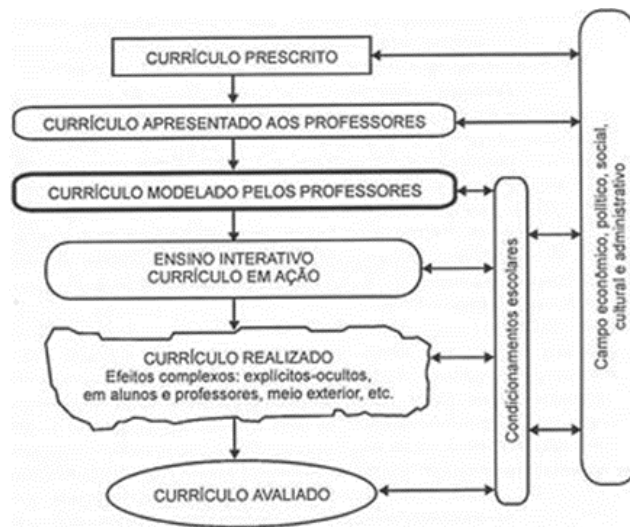 CURRÍCULO PRESCRITO
CURRÍCULO APRESENTADO AOS PROFESSORES
CURRÍCULO MODELADO PELOS PROFESSORES
ENSINO INTERATIVO
CURRÍCULO EM AÇÃO
CURRÍCULO REALIZADO
Efeitos complexos: explícitos-ocultos,
em alunos e professores, meio exterior, etc.
CURRÍCULO AVALIADO
Condicionamentos escolares
Campo econômico, político, social,
cultural e administrativo